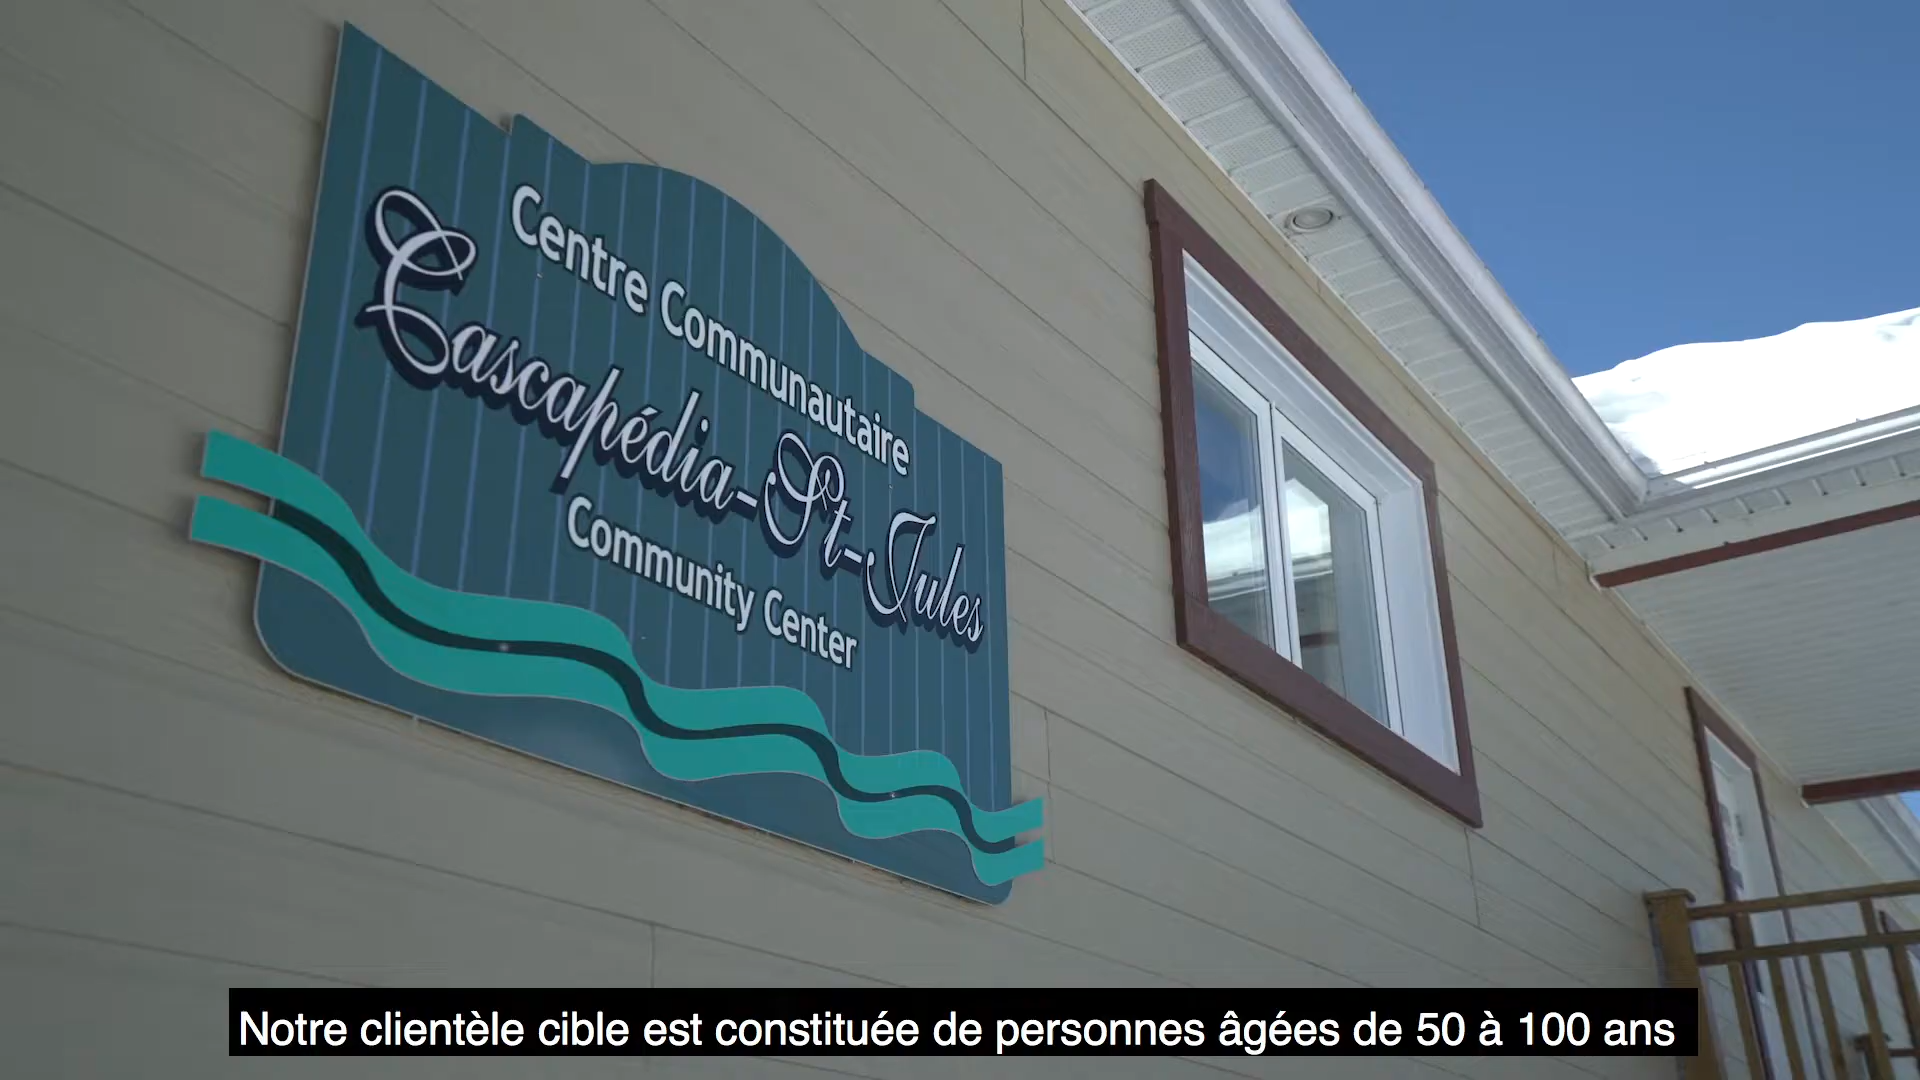 Centre Communautaire
Cascapédia-St-Jules
Community Center
Notre clientèle cible est constituée de personnes âgées de 50 à 100 ans